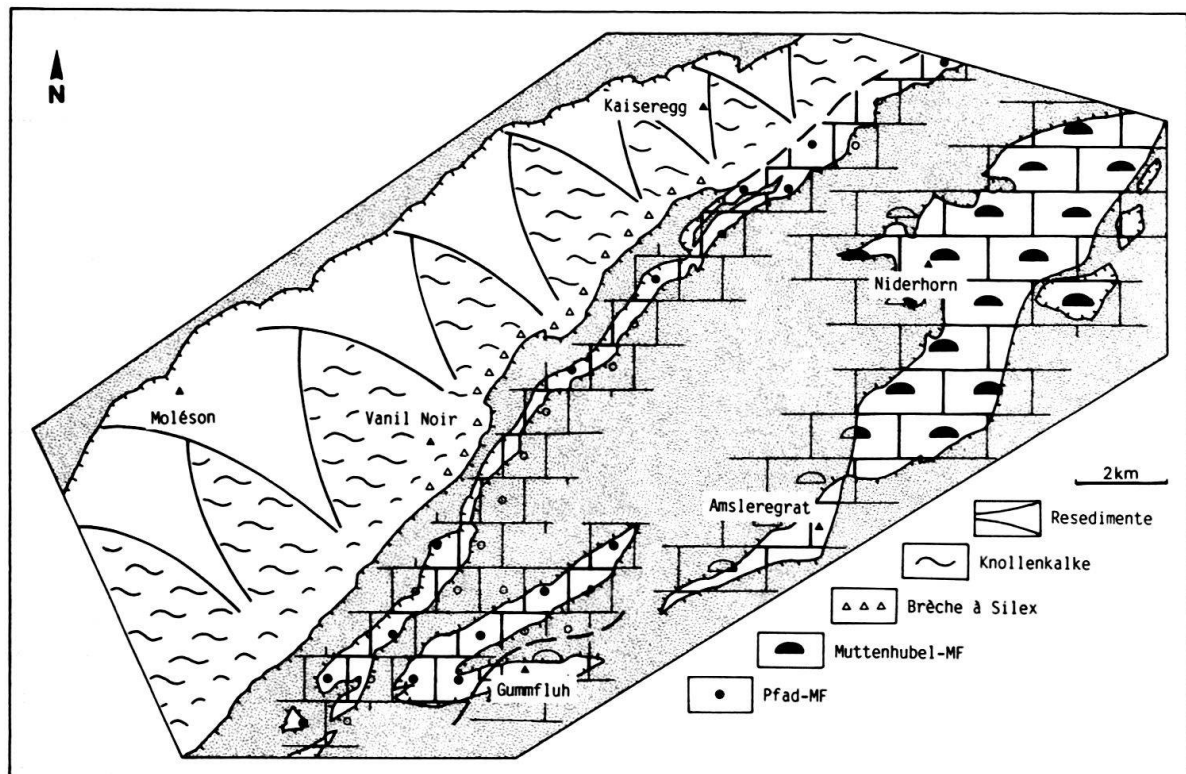 N
Kaiseregg
Niderhorn
Moléson
Vanil Noir
2km
Amsleregrat
Resedimente
Knollenkalke
Brèche à Silex
Muttenhubel-MF
Gummfluh
Pfad-MF